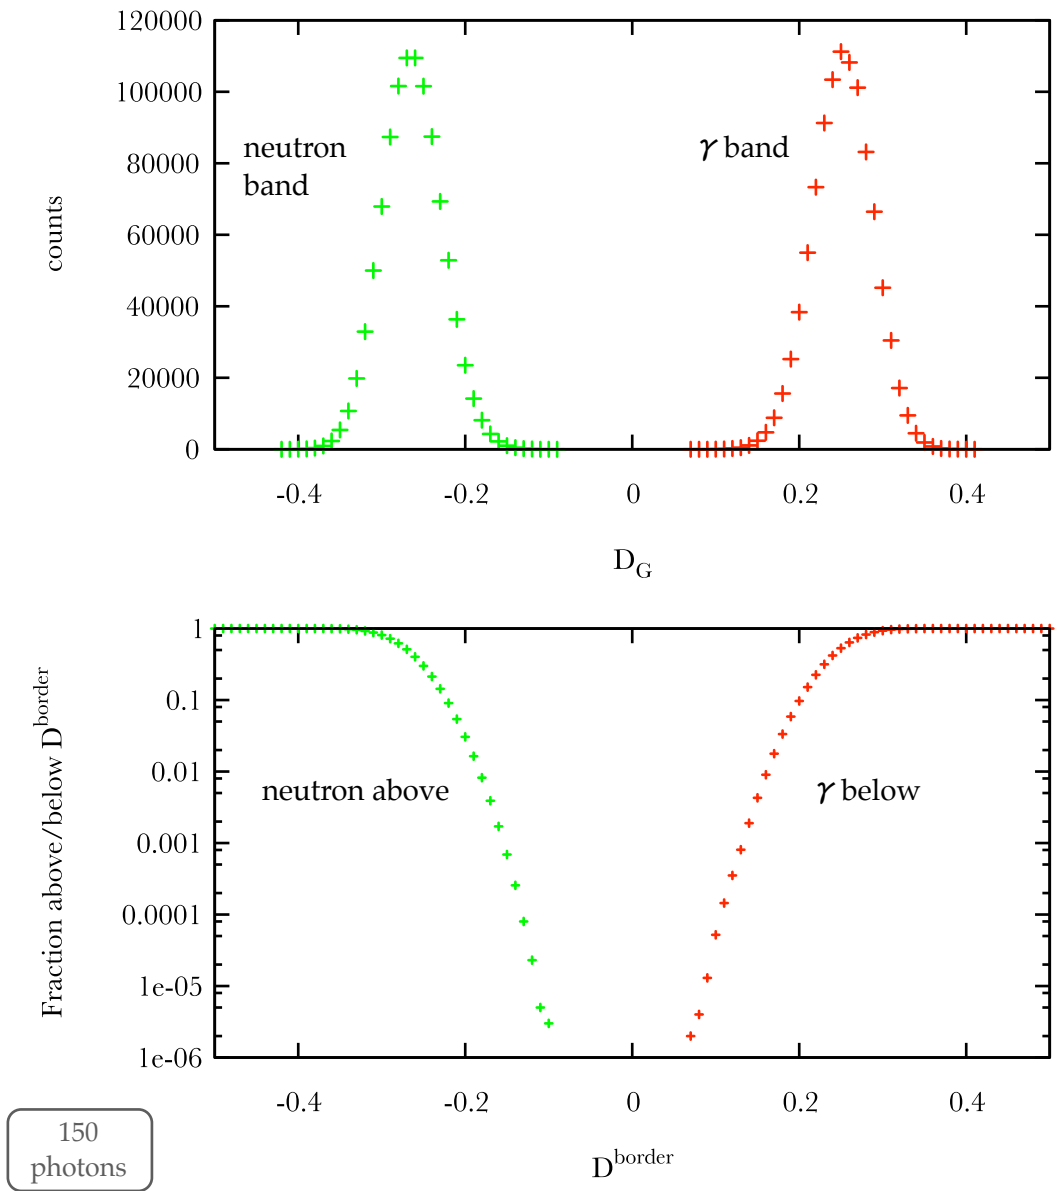 120000
100000
80000
60000
40000
20000
0
counts
neutron
band
γ band
-0.4
-0.2
0
0.2
0.4
D_G
1
0.1
0.01
0.001
0.0001
1e-05
1e-06
Fraction above/below D^border
neutron above
γ below
-0.4
-0.2
0
0.2
0.4
D^border
150
photons